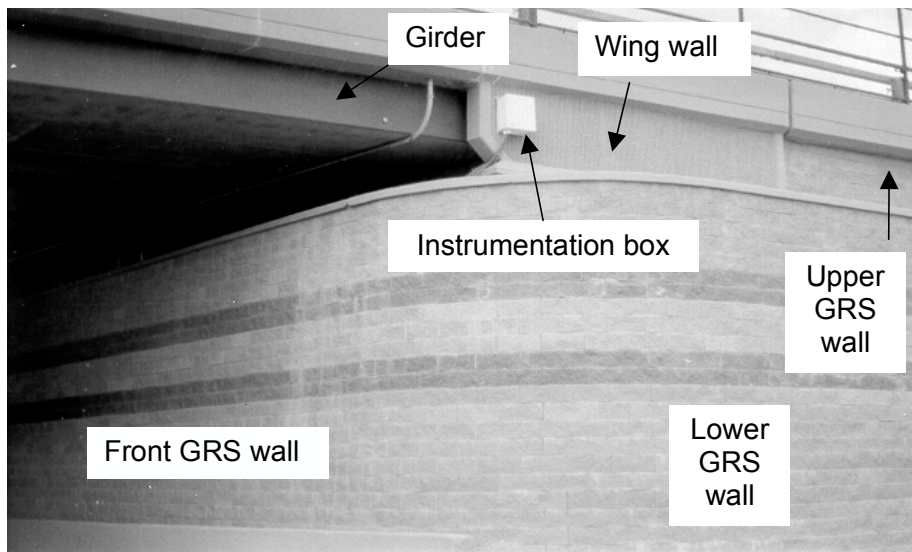 Girder
Wing wall
Instrumentation box
Upper
GRS
wall
Front GRS wall
Lower
GRS
wall